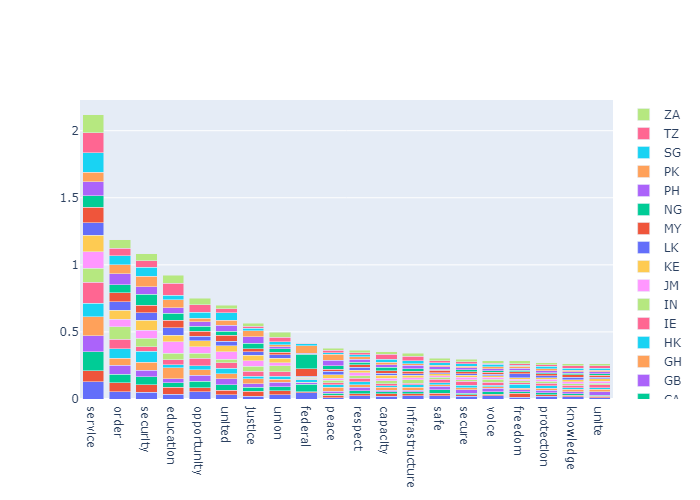 2
1.5
1
0.5
0
service
order
security
education
opportunity
united
justice
union
federal
peace
respect
capacity
infrastructure
safe
secure
voice
freedom
protection
knowledge
unite
ZA
TZ
SG
PK
PH
NG
MY
LK
KE
JM
IN
IE
HK
GH
GB